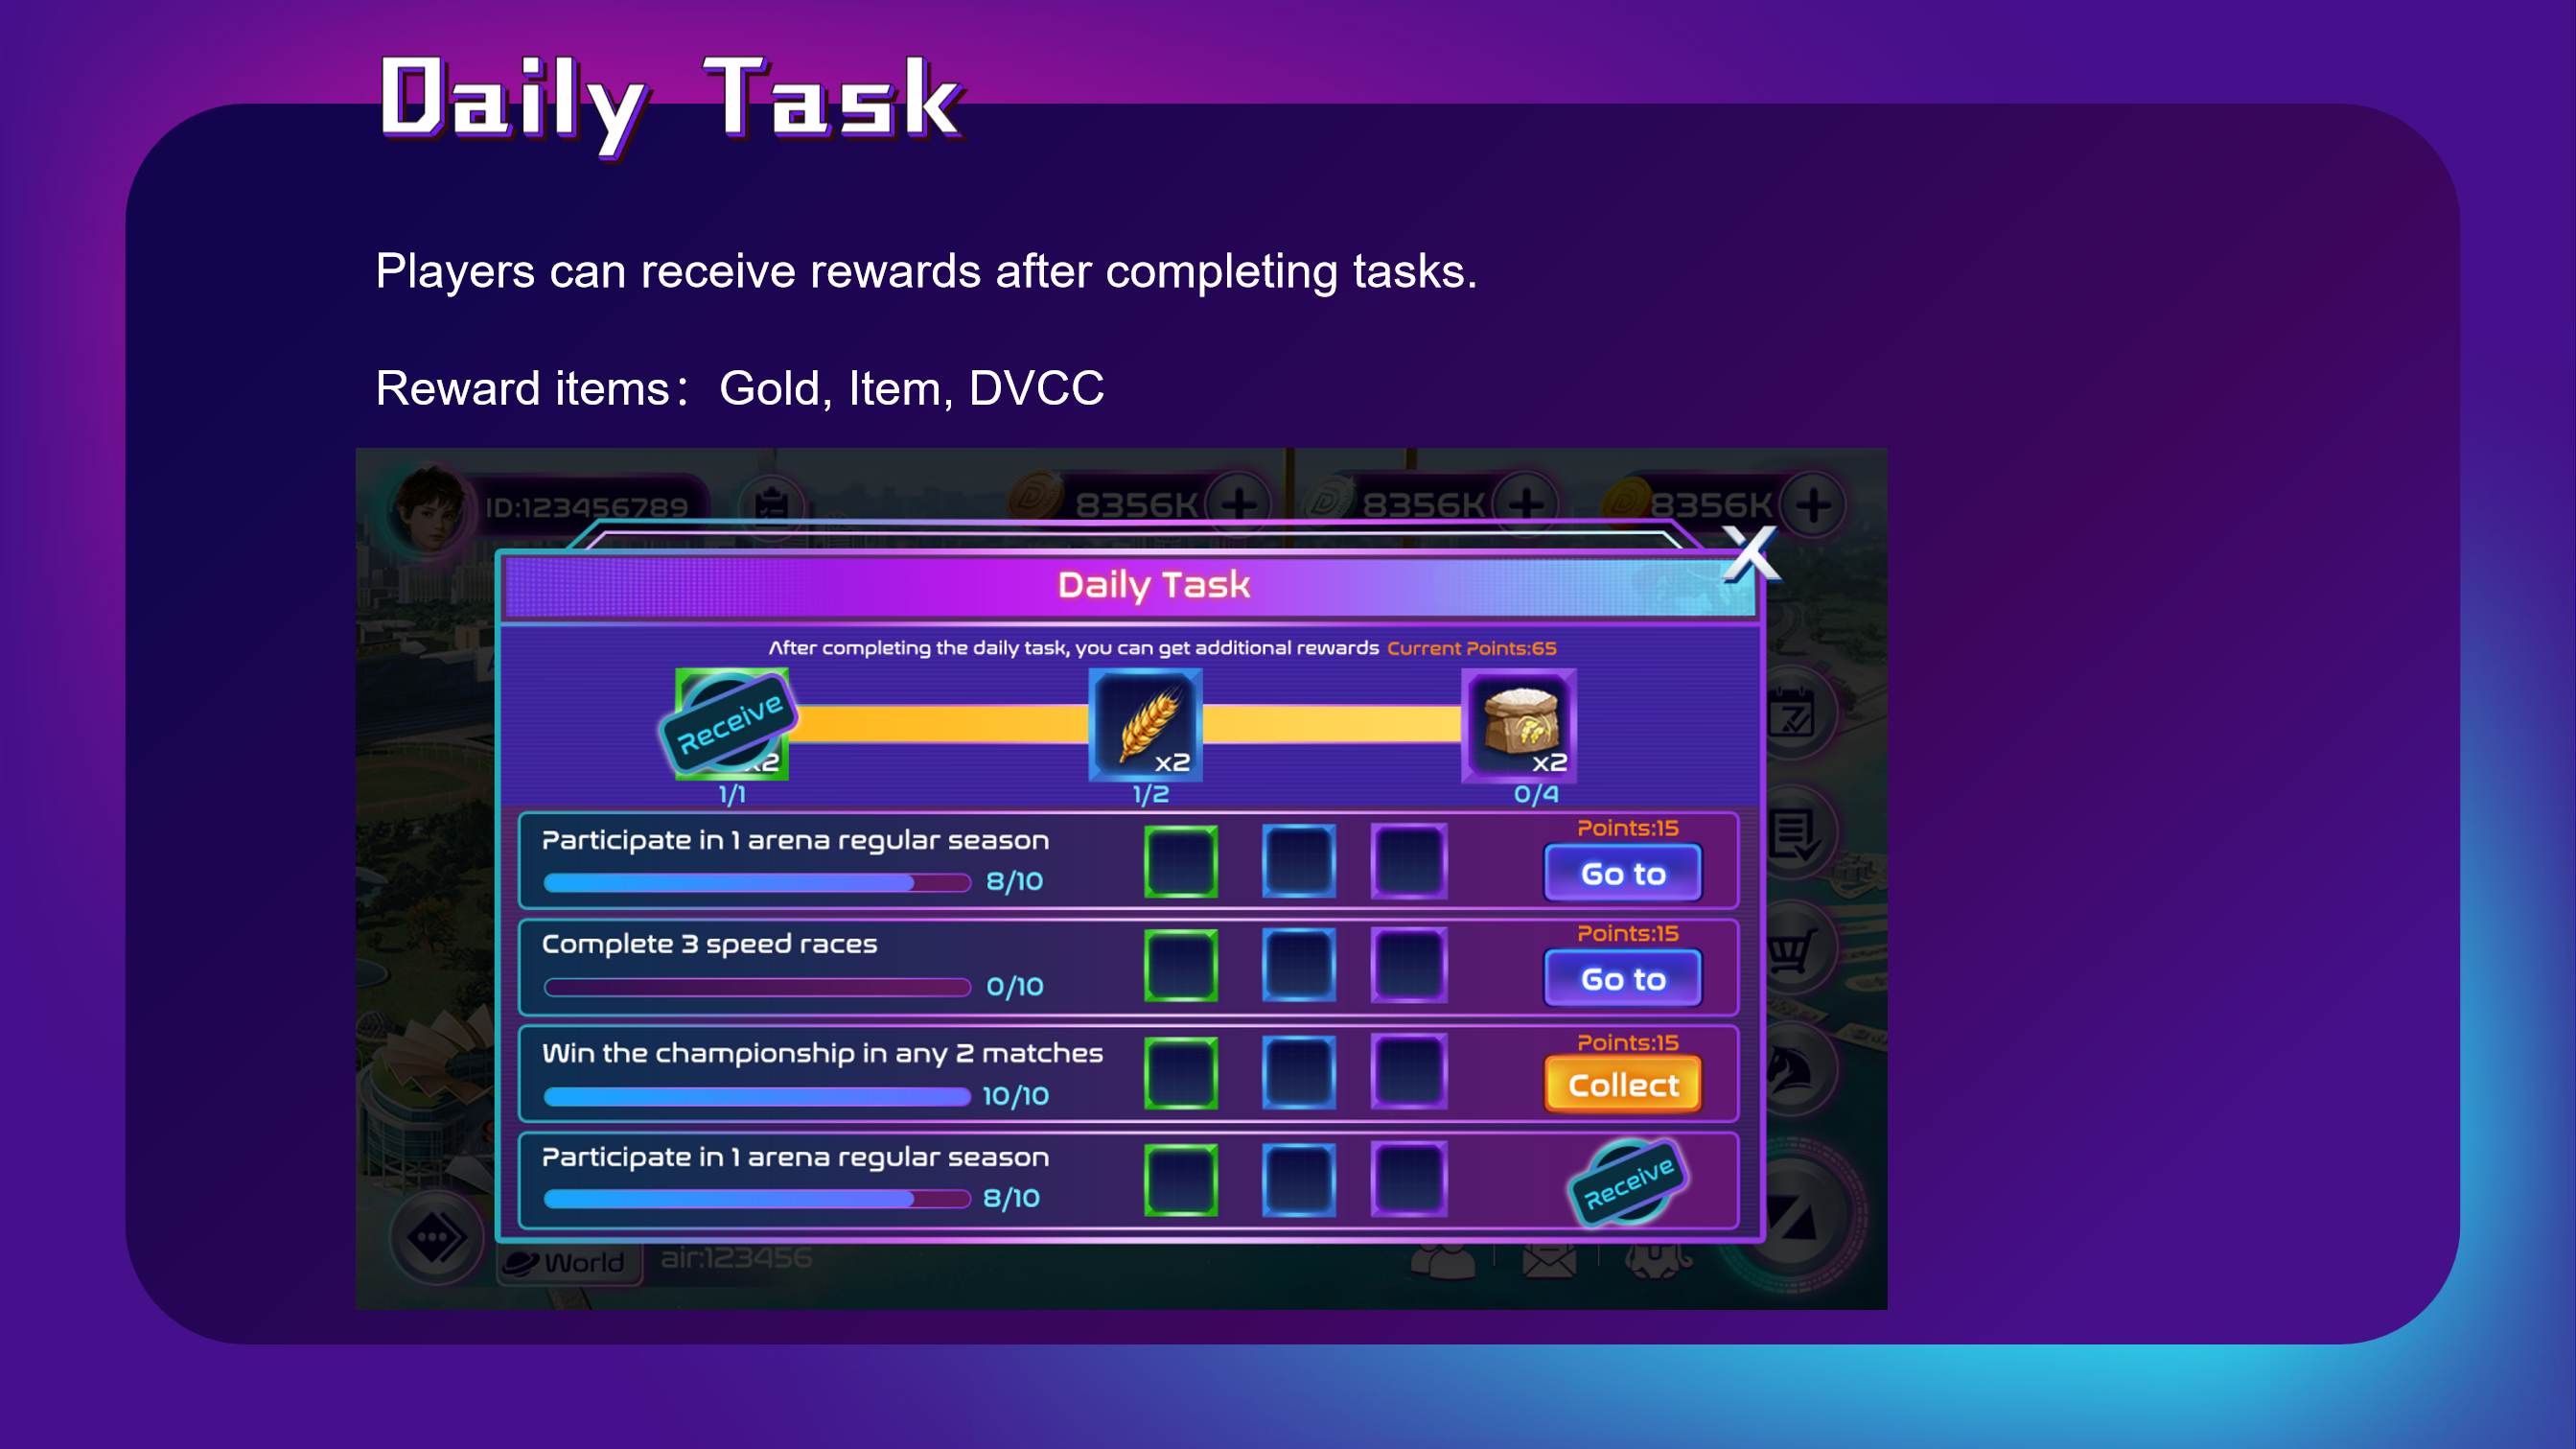 Daily Task
Players can receive rewards after completing tasks.
Reward items： Gold, Item, DVCC
ID:123456789
8356K
8356K
8356K
X
Daily Task
After completing the daily task, you can get additional rewards Current Points:65
Receive
x2
x2
x2
1/1
1/2
0/4
Participate in 1 arena regular season
8/10
Points:15
Go to
Complete 3 speed races
0/10
Points:15
Go to
Win the championship in any 2 matches
10/10
Points:15
Collect
Participate in 1 arena regular season
8/10
Receive
World
air:123456